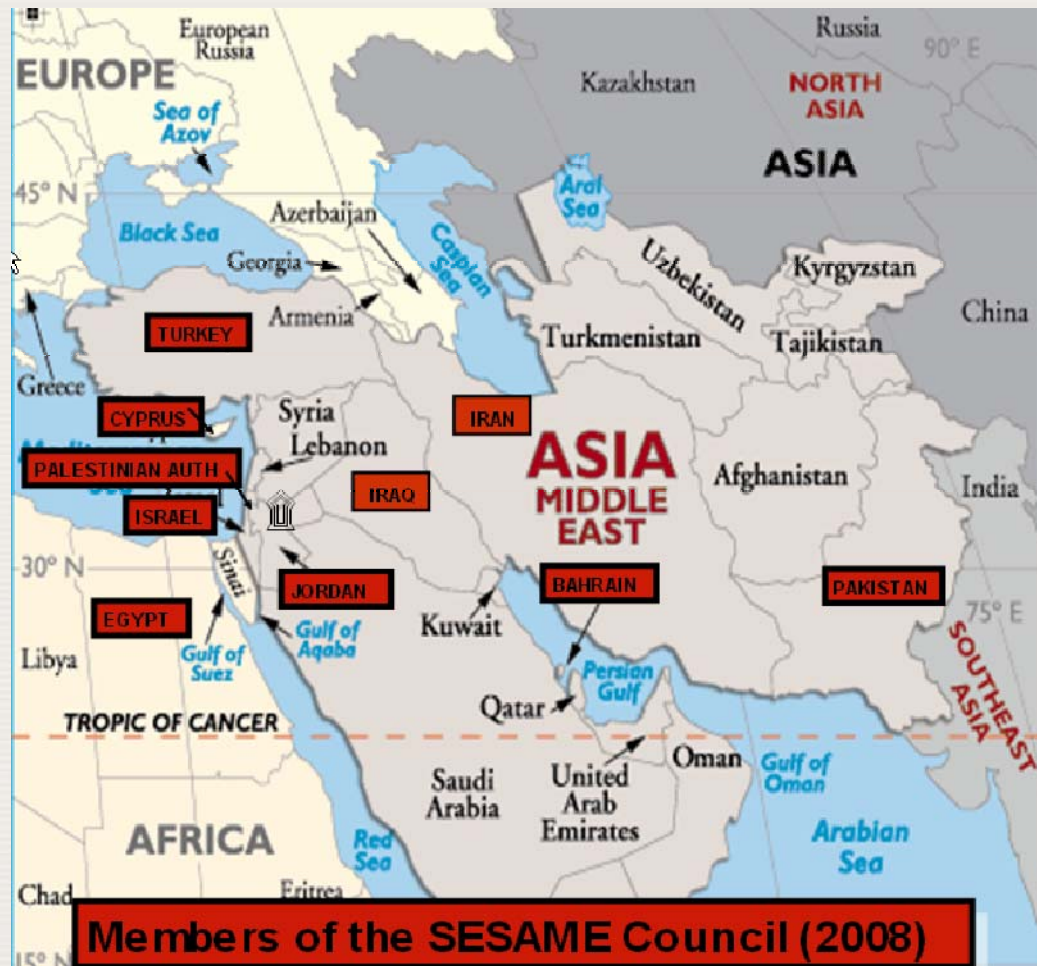 European
Russia
Russia
90° E
EUROPE
Kazakhstan
NORTH
ASIA
Sea of
Azov
ASIA
45° N
Aral
Sea
Azerbaijan
Black Sea
Caspian
Sea
Georgia
Uzbekistan
Kyrgyzstan
Armenia
China
TURKEY
Turkmenistan
Tajikistan
Greece
CYPRUS
Syria
IRAN
Lebanon
ASIA
MIDDLE
EAST
Afghanistan
PALESTINIAN AUTH
IRAQ
India
ISRAEL
30° N
Sinai
JORDAN
BAHRAIN
PAKISTAN
EGYPT
75° E
Kuwait
Gulf of
Aqaba
Gulf of
Suez
Libya
Persian
Gulf
SOUTHEAST
ASIA
Qatar
TROPIC OF CANCER
Oman
Saudi
Arabia
United
Arab
Emirates
Gulf of
Oman
AFRICA
Red
Sea
Arabian
Sea
Chad
Eritrea
Members of the SESAME Council (2008)
15° N